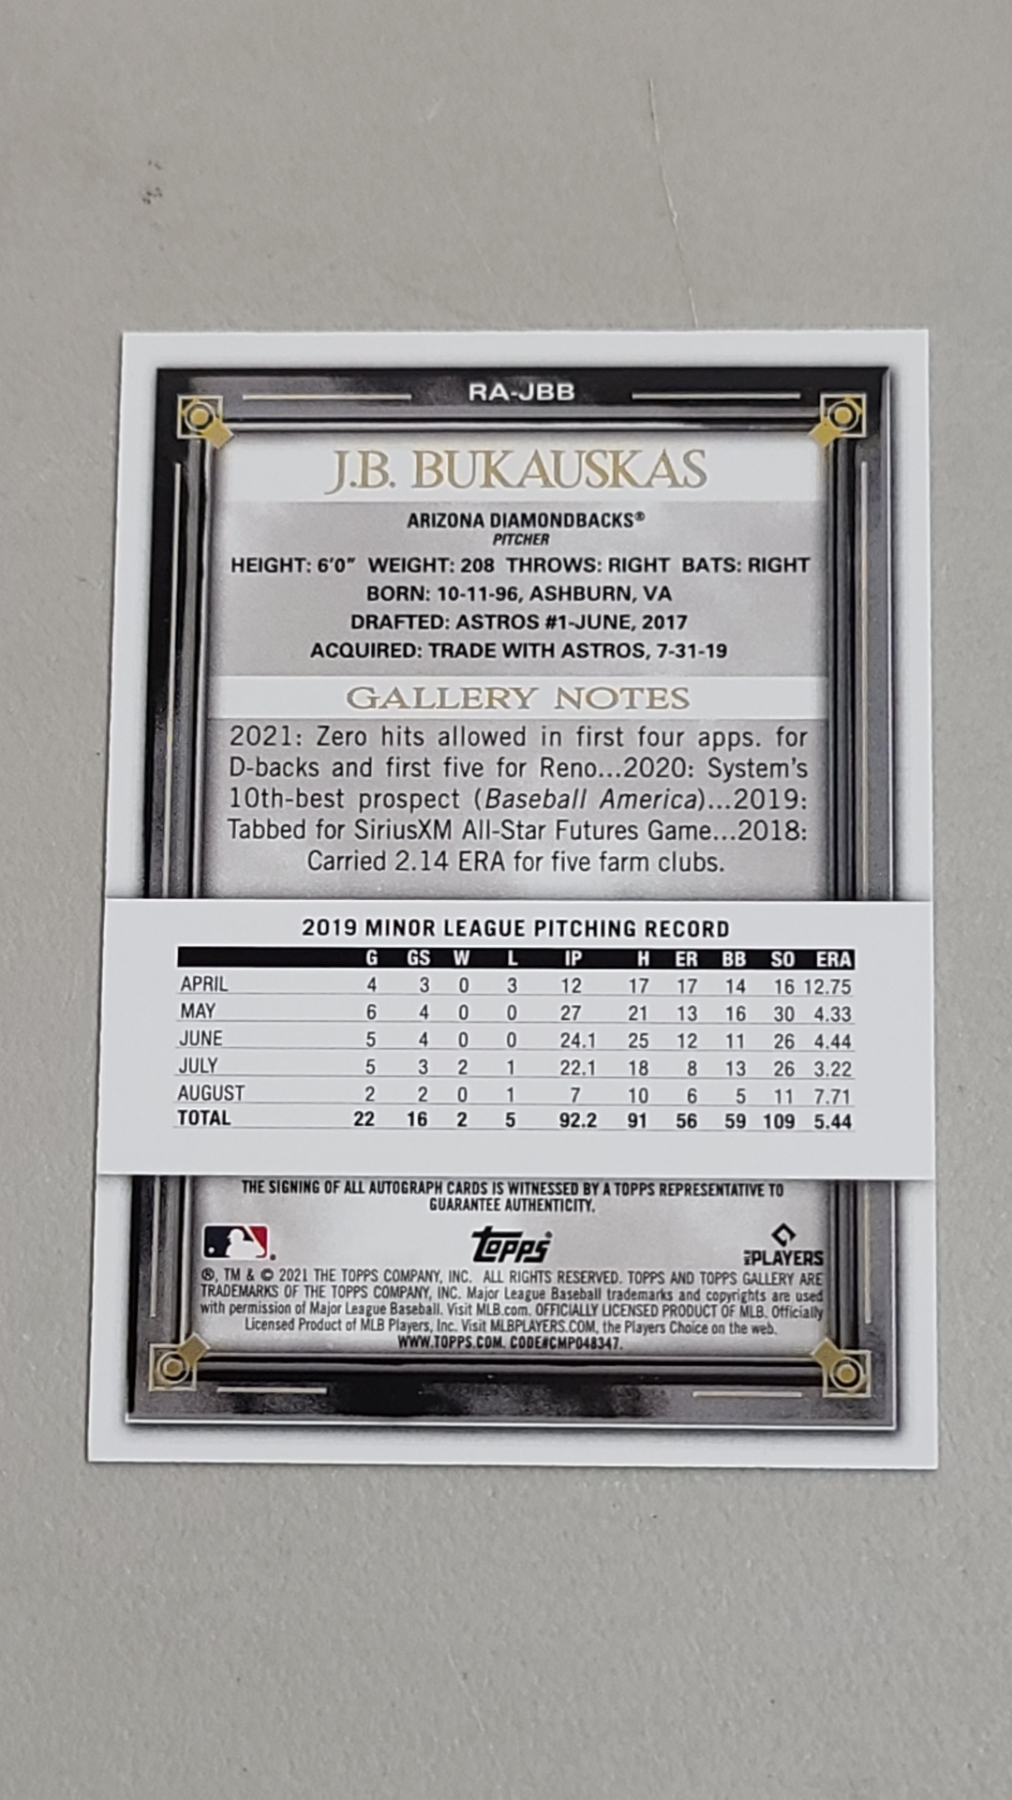 RA-JBB
J.B. BUKAUSKAS
ARIZONA DIAMONDBACKS®
PITCHER
HEIGHT: 6'0" WEIGHT: 208 THROWS: RIGHT BATS: RIGHT
BORN: 10-11-96, ASHBURN, VA
DRAFTED: ASTROS #1-JUNE, 2017
ACQUIRED: TRADE WITH ASTROS, 7-31-19
GALLERY NOTES
2021: Zero hits allowed in first four apps. for
D-backs and first five for Reno...2020: System's
10th-best prospect (Baseball America)...2019:
Tabbed for SiriusXM All-Star Futures Game...2018:
Carried 2.14 ERA for five farm clubs.
2019 MINOR LEAGUE PITCHING RECORD
G GS W L IP H ER BB SO ERA
APRIL 4 3 0 3 12 17 17 14 16 12.75
MAY 6 4 0 0 27 21 13 16 30 4.33
JUNE 5 4 0 0 24.1 25 12 11 26 4.44
JULY 5 3 2 1 22.1 18 8 13 26 3.22
AUGUST 2 2 0 1 7 10 6 5 11 7.71
TOTAL 22 16 2 5 92.2 91 56 59 109 5.44
THE SIGNING OF ALL AUTOGRAPH CARDS IS WITNESSED BY A TOPPS REPRESENTATIVE TO
GUARANTEE AUTHENTICITY.
topps®
MLB PLAYERS
®, TM & © 2021 THE TOPPS COMPANY, INC. ALL RIGHTS RESERVED. TOPPS AND TOPPS GALLERY ARE
TRADEMARKS OF THE TOPPS COMPANY, INC. Major League Baseball trademarks and copyrights are used
with permission of Major League Baseball. Visit MLB.com. OFFICIALLY LICENSED PRODUCT OF MLB. Officially
Licensed Product of MLB Players, Inc. Visit MLBPLAYERS.COM, the Players Choice on the web.
WWW.TOPPS.COM. CODE#CMP048347.